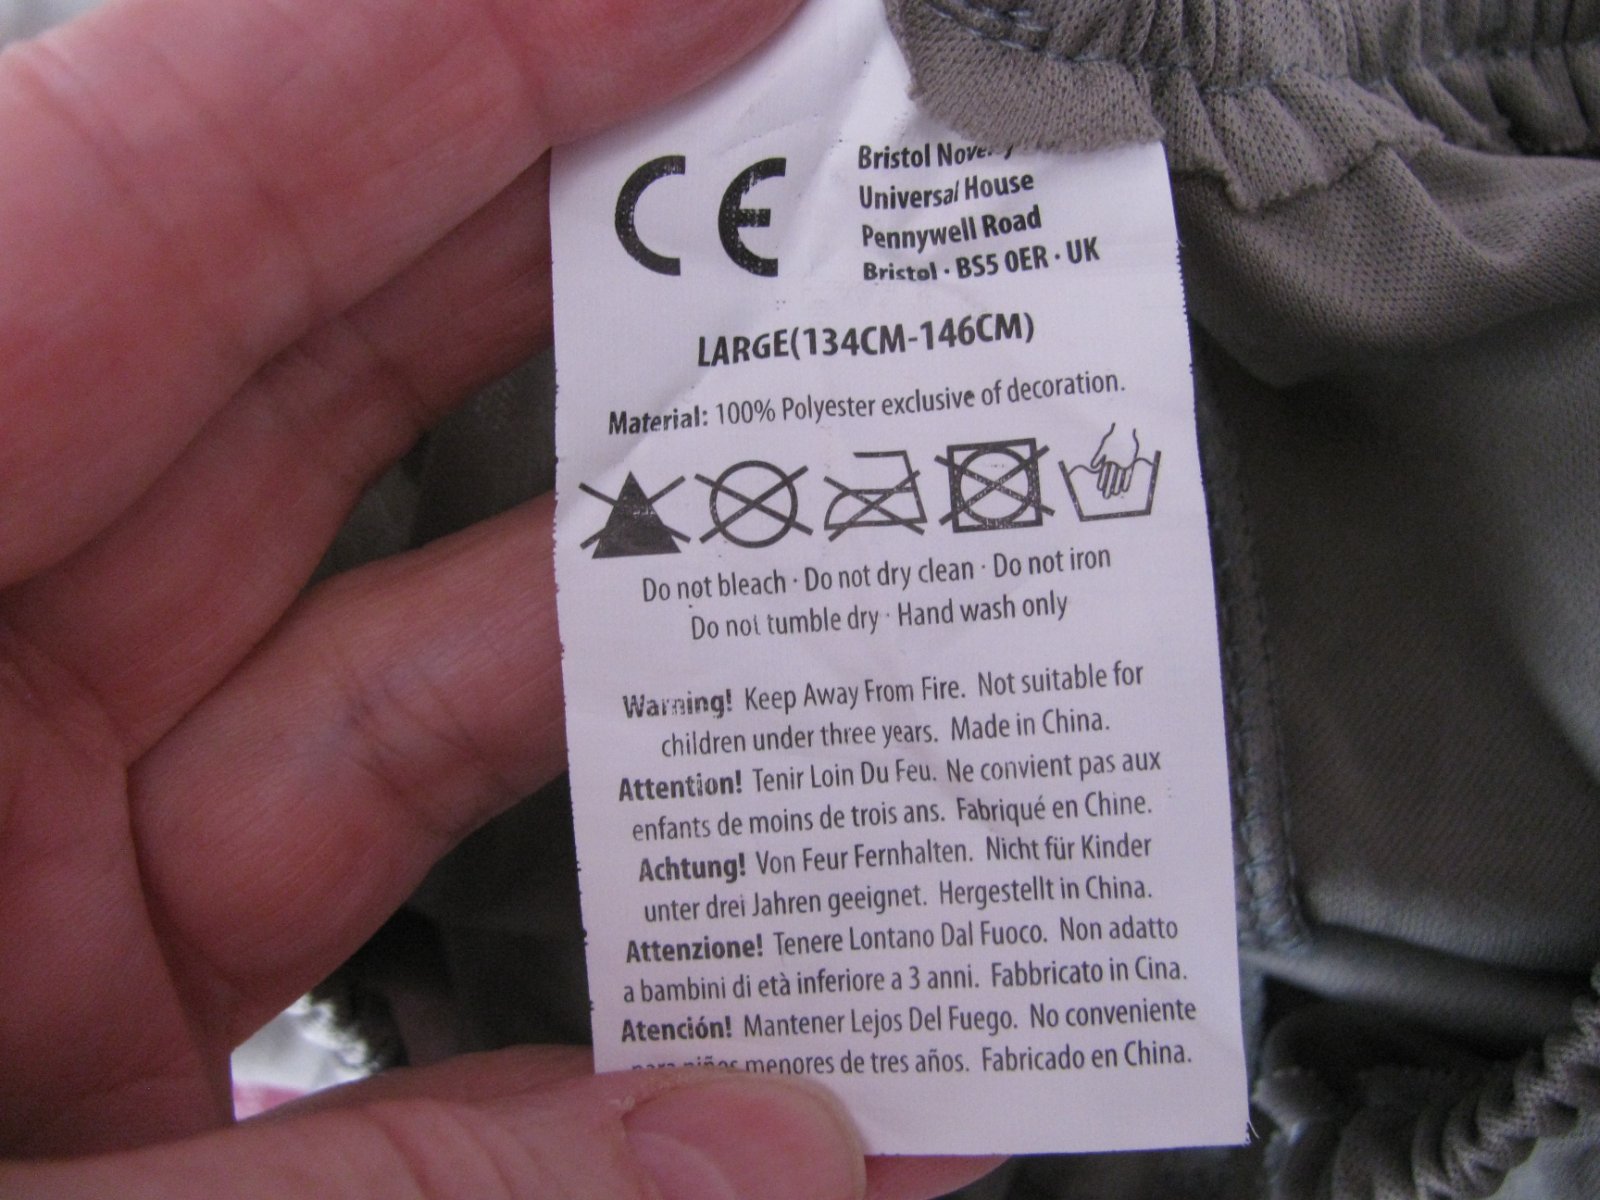 CE
Bristol
Universal House
Pennywell Road
Bristol · BS5 0ER · UK
LARGE(134CM-146CM)
Material: 100% Polyester exclusive of decoration.
Do not bleach · Do not dry clean · Do not iron
Do not tumble dry · Hand wash only
Warning! Keep Away From Fire. Not suitable for
children under three years. Made in China.
Attention! Tenir Loin Du Feu. Ne convient pas aux
enfants de moins de trois ans. Fabriqué en Chine.
Achtung! Von Feur Fernhalten. Nicht für Kinder
unter drei Jahren geeignet. Hergestellt in China.
Attenzione! Tenere Lontano Dal Fuoco. Non adatto
a bambini di età inferiore a 3 anni. Fabbricato in Cina.
Atención! Mantener Lejos Del Fuego. No conveniente
para niños menores de tres años. Fabricado en China.